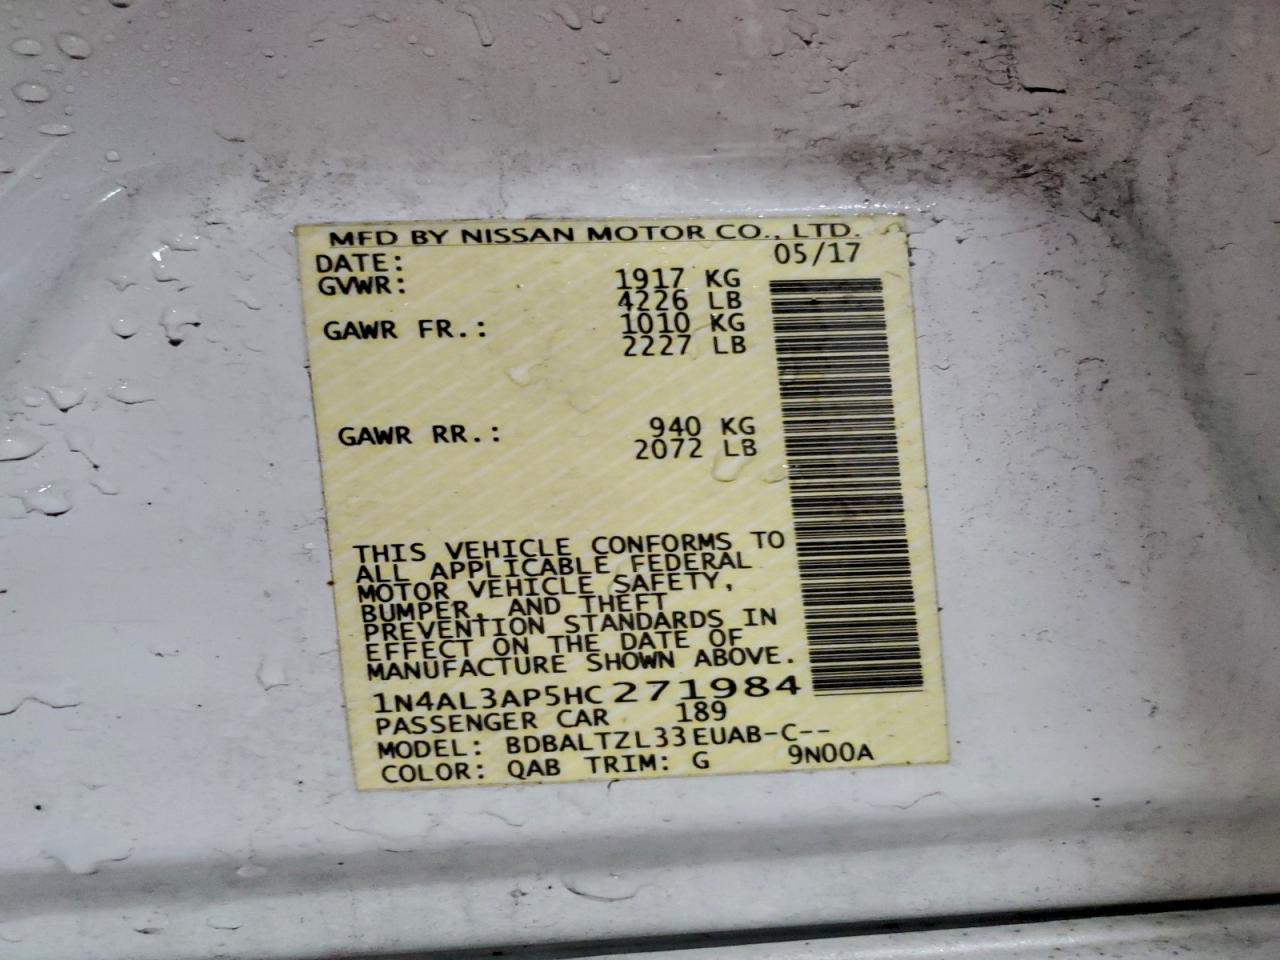 MFD BY NISSAN MOTOR CO., LTD.
DATE: 05/17
GVWR: 1917 KG
4226 LB
GAWR FR.: 1010 KG
2227 LB
GAWR RR.: 940 KG
2072 LB
THIS VEHICLE CONFORMS TO
ALL APPLICABLE FEDERAL
MOTOR VEHICLE SAFETY,
BUMPER, AND THEFT
PREVENTION STANDARDS IN
EFFECT ON THE DATE OF
MANUFACTURE SHOWN ABOVE.
1N4AL3AP5HC271984
PASSENGER CAR 189
MODEL: BDBALTZL33EUAB-C--
COLOR: QAB TRIM: G 9N00A